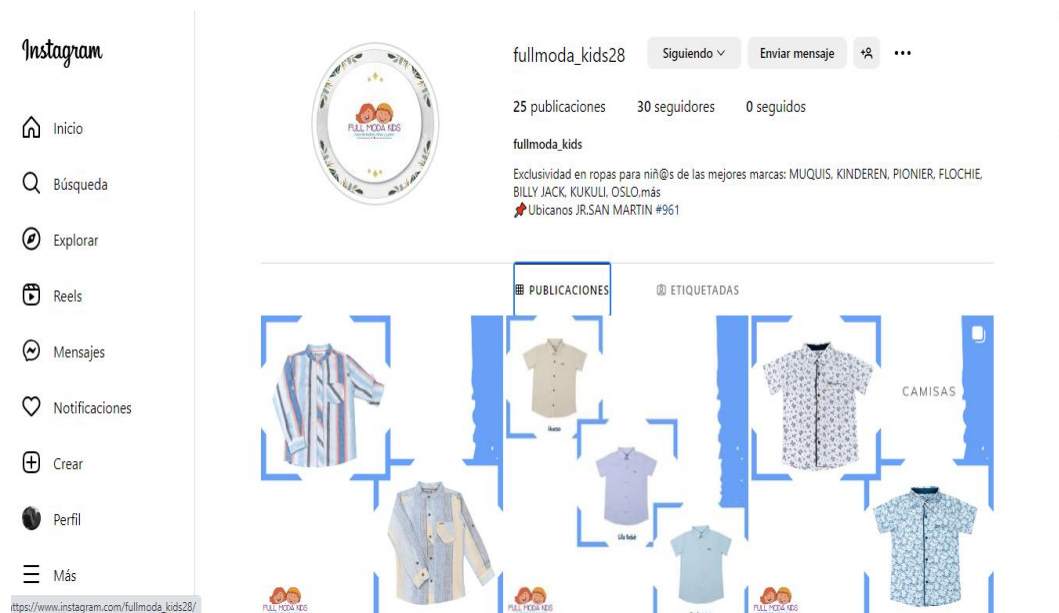 Instagram
Inicio
Búsqueda
Explorar
Reels
Mensajes
Notificaciones
Crear
Perfil
Más
https://www.instagram.com/fullmoda_kids28/
FULL MODA KIDS
fullmoda_kids28 Siguiendo Enviar mensaje
25 publicaciones 30 seguidores 0 seguidos
fullmoda_kids
Exclusividad en ropas para niñ@s de las mejores marcas: MUQUIS, KINDEREN, PIONIER, FLOCHIE,
BILLY JACK, KUKULI, OSLO,más
Ubicanos JR.SAN MARTIN #961
PUBLICACIONES ETIQUETADAS
FULL MODA KIDS
Hueso
Lila Bebé
FULL MODA KIDS
CAMISAS
FULL MODA KIDS